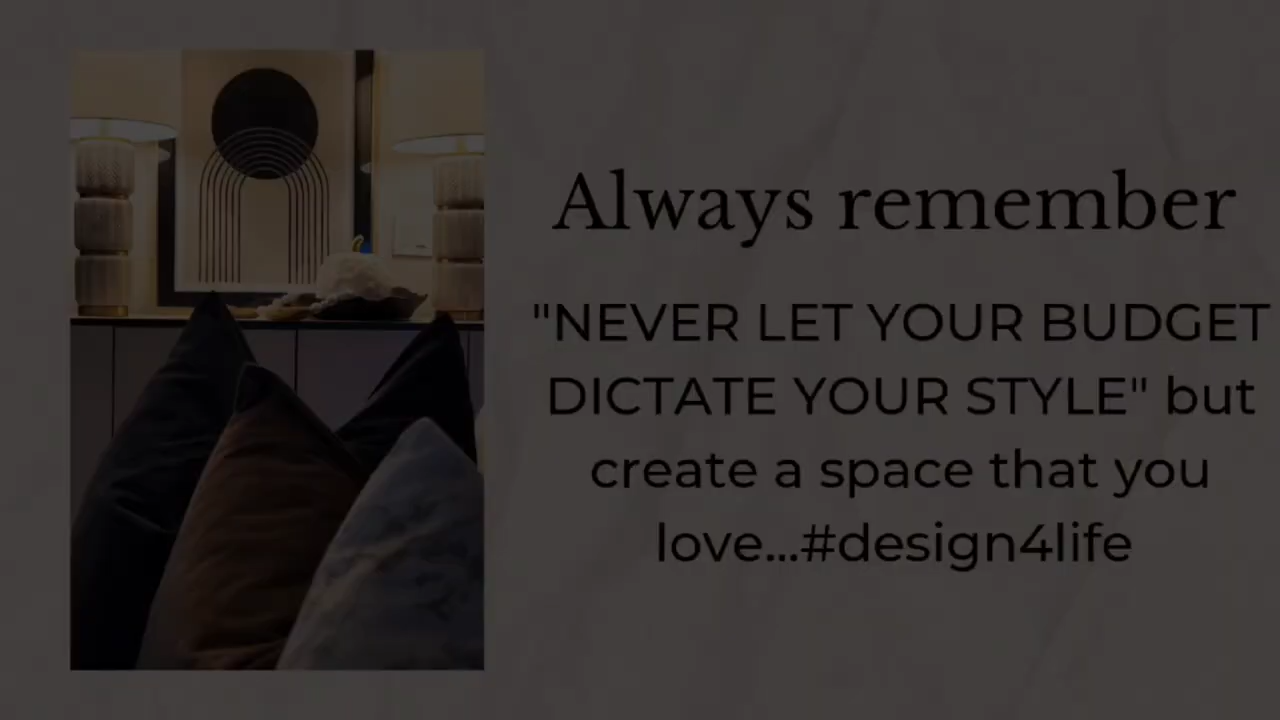 Always remember
"NEVER LET YOUR BUDGET
DICTATE YOUR STYLE" but
create a space that you
love...#design4life